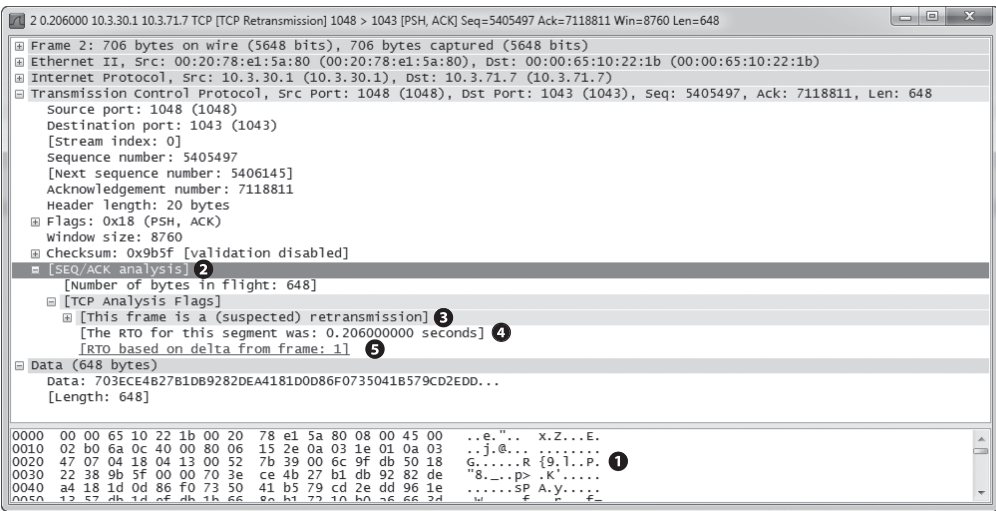 2 0.206000 10.3.30.1 10.3.71.7 TCP [TCP Retransmission] 1048 > 1043 [PSH, ACK] Seq=5405497 Ack=7118811 Win=8760 Len=648
Frame 2: 706 bytes on wire (5648 bits), 706 bytes captured (5648 bits)
Ethernet II, Src: 00:20:78:e1:5a:80 (00:20:78:e1:5a:80), Dst: 00:00:65:10:22:1b (00:00:65:10:22:1b)
Internet Protocol, Src: 10.3.30.1 (10.3.30.1), Dst: 10.3.71.7 (10.3.71.7)
Transmission Control Protocol, Src Port: 1048 (1048), Dst Port: 1043 (1043), Seq: 5405497, Ack: 7118811, Len: 648
Source port: 1048 (1048)
Destination port: 1043 (1043)
[Stream index: 0]
Sequence number: 5405497
[Next sequence number: 5406145]
Acknowledgement number: 7118811
Header length: 20 bytes
Flags: 0x18 (PSH, ACK)
Window size: 8760
Checksum: 0x9b5f [validation disabled]
[SEQ/ACK analysis] 2
[Number of bytes in flight: 648]
[TCP Analysis Flags]
[This frame is a (suspected) retransmission] 3
[The RTO for this segment was: 0.206000000 seconds] 4
[RTO based on delta from frame: 1] 5
Data (648 bytes)
Data: 703ECE4B27B1DB9282DEA4181D0D86F0735041B579CD2EDD...
[Length: 648]
0000 00 00 65 10 22 1b 00 20 78 e1 5a 80 08 00 45 00 ..e.".. x.Z...E.
0010 02 b0 6a 0c 40 00 80 06 15 2e 0a 03 1e 01 0a 03 ..j.@... ........
0020 47 07 04 18 04 13 00 52 7b 39 00 6c 9f db 50 18 G......R {9.l..P. 1
0030 22 38 9b 5f 00 00 70 3e ce 4b 27 b1 db 92 82 de "8._..p> .K'.....
0040 a4 18 1d 0d 86 f0 73 50 41 b5 79 cd 2e dd 96 1e ......sP A.y.....